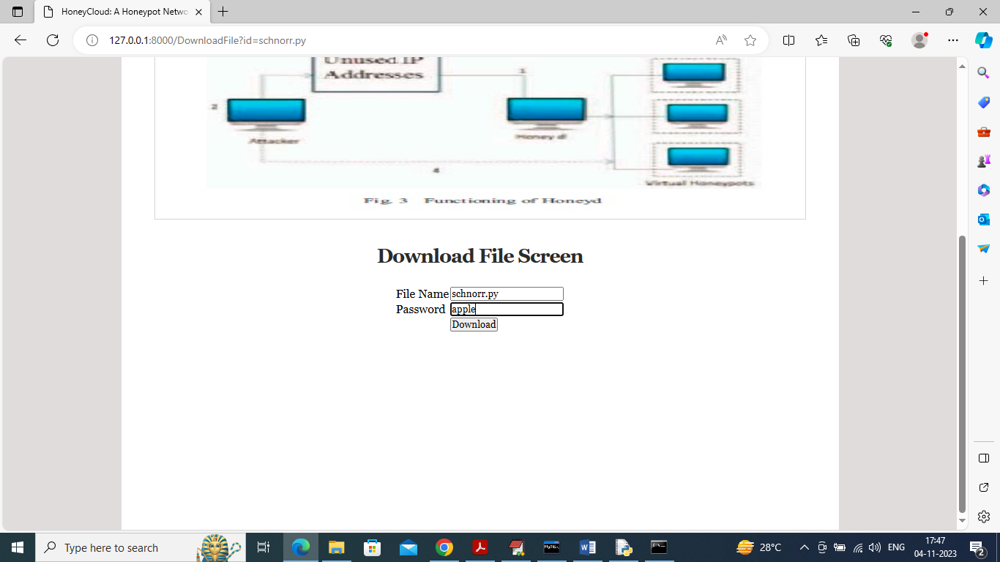 HoneyCloud: A Honeypot Netwo
127.0.0.1:8000/DownloadFile?id=schnorr.py
Unused IP
Addresses
1
2
Attacker
Honey d
4
Virtual Honeypots
Fig. 3 Functioning of Honeyd
Download File Screen
File Name schnorr.py
Password apple
Download
Type here to search
28°C
ENG
17:47
04-11-2023
2